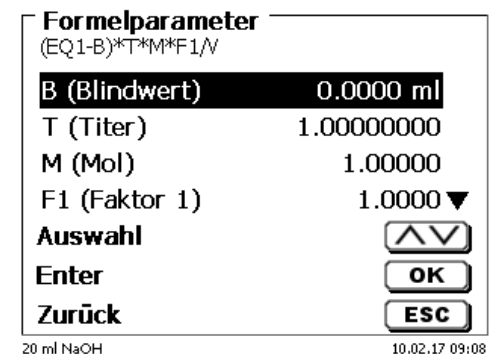 Formelparameter
(EQ1-B)*T*M*F1/V
B (Blindwert) 0.0000 ml
T (Titer) 1.00000000
M (Mol) 1.00000
F1 (Faktor 1) 1.0000 ▼
Auswahl
Enter OK
Zurück ESC
20 ml NaOH 10.02.17 09:08